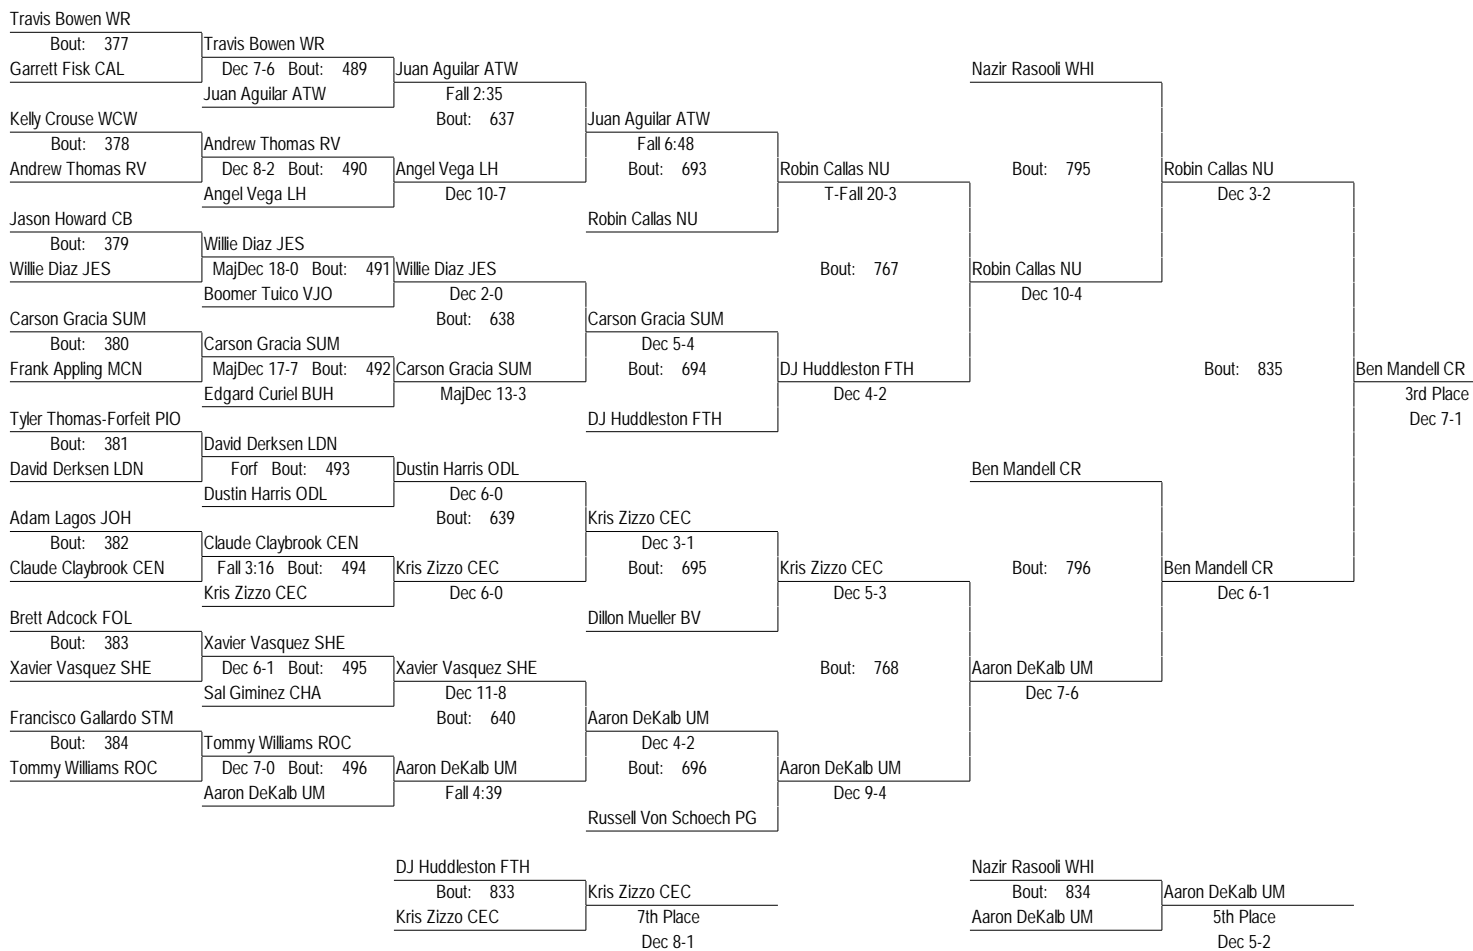 Travis Bowen WR
Bout: 377 Travis Bowen WR
Garrett Fisk CAL Dec 7-6 Bout: 489 Juan Aguilar ATW Nazir Rasooli WHI
Juan Aguilar ATW Fall 2:35
Kelly Crouse WCW Bout: 637 Juan Aguilar ATW
Bout: 378 Andrew Thomas RV Fall 6:48
Andrew Thomas RV Dec 8-2 Bout: 490 Angel Vega LH Bout: 693 Robin Callas NU Bout: 795 Robin Callas NU
Angel Vega LH Dec 10-7 T-Fall 20-3 Dec 3-2
Jason Howard CB Robin Callas NU
Bout: 379 Willie Diaz JES
Willie Diaz JES MajDec 18-0 Bout: 491 Willie Diaz JES Bout: 767 Robin Callas NU
Boomer Tuico VJO Dec 2-0 Dec 10-4
Carson Gracia SUM Bout: 638 Carson Gracia SUM
Bout: 380 Carson Gracia SUM Dec 5-4
Frank Appling MCN MajDec 17-7 Bout: 492 Carson Gracia SUM Bout: 694 DJ Huddleston FTH Bout: 835 Ben Mandell CR
Edgard Curiel BUH MajDec 13-3 Dec 4-2 3rd Place
Tyler Thomas-Forfeit PIO DJ Huddleston FTH Dec 7-1
Bout: 381 David Derksen LDN
David Derksen LDN Forf Bout: 493 Dustin Harris ODL Ben Mandell CR
Dustin Harris ODL Dec 6-0
Adam Lagos JOH Bout: 639 Kris Zizzo CEC
Bout: 382 Claude Claybrook CEN Dec 3-1
Claude Claybrook CEN Fall 3:16 Bout: 494 Kris Zizzo CEC Bout: 695 Kris Zizzo CEC Bout: 796 Ben Mandell CR
Kris Zizzo CEC Dec 6-0 Dec 5-3 Dec 6-1
Brett Adcock FOL Dillon Mueller BV
Bout: 383 Xavier Vasquez SHE
Xavier Vasquez SHE Dec 6-1 Bout: 495 Xavier Vasquez SHE Bout: 768 Aaron DeKalb UM
Sal Giminez CHA Dec 11-8 Dec 7-6
Francisco Gallardo STM Bout: 640 Aaron DeKalb UM
Bout: 384 Tommy Williams ROC Dec 4-2
Tommy Williams ROC Dec 7-0 Bout: 496 Aaron DeKalb UM Bout: 696 Aaron DeKalb UM
Aaron DeKalb UM Fall 4:39 Dec 9-4
Russell Von Schoech PG
DJ Huddleston FTH Nazir Rasooli WHI
Bout: 833 Kris Zizzo CEC Bout: 834 Aaron DeKalb UM
Kris Zizzo CEC 7th Place Aaron DeKalb UM 5th Place
Dec 8-1 Dec 5-2